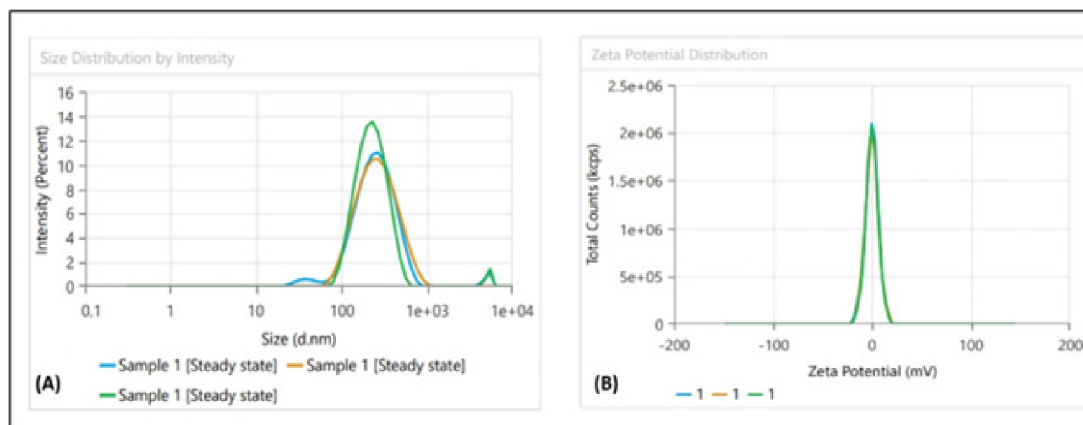 Size Distribution by Intensity
16
14
12
10
8
6
4
2
0
Intensity (Percent)
0.1 1 10 100 1e+03 1e+04
Size (d.nm)
Sample 1 [Steady state] Sample 1 [Steady state]
Sample 1 [Steady state]
(A)
Zeta Potential Distribution
2.5e+06
2e+06
1.5e+06
1e+06
5e+05
0
Total Counts (kcps)
-200 -100 0 100 200
Zeta Potential (mV)
1 1 1
(B)